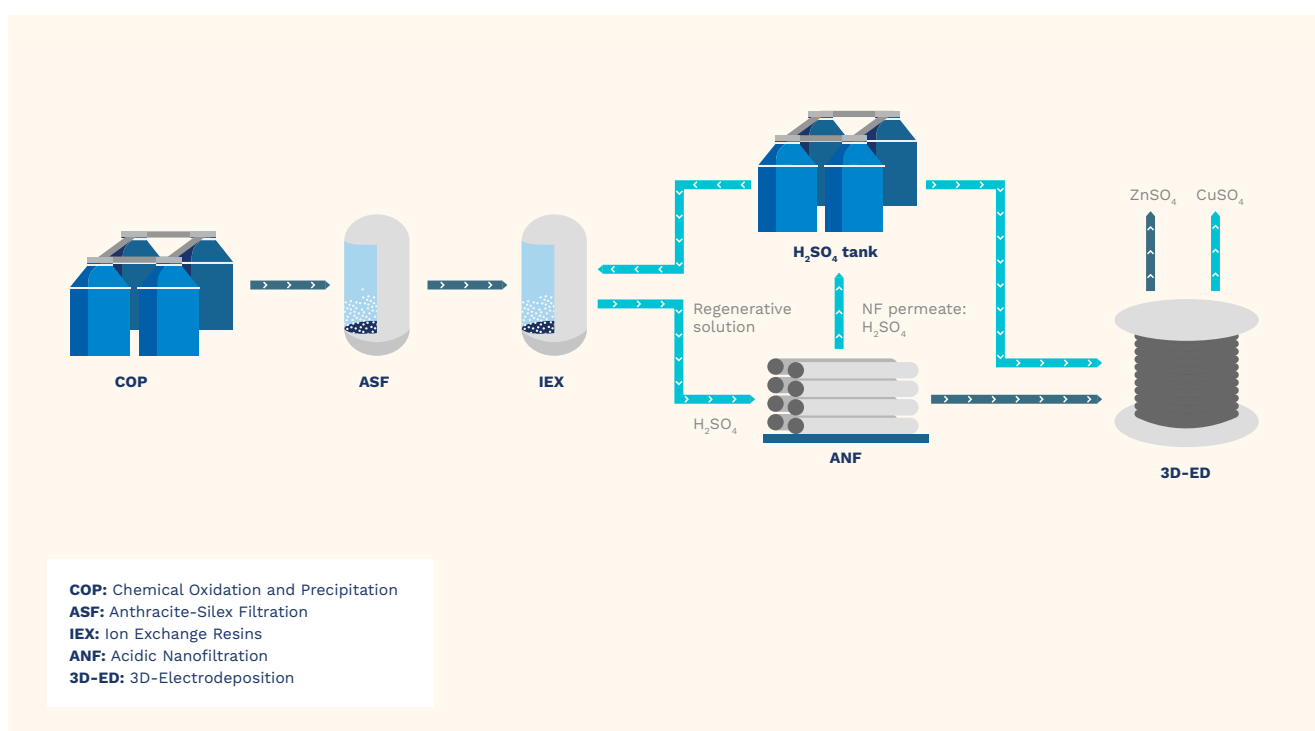 ZnSO₄
CuSO₄
H₂SO₄ tank
Regenerative
solution
NF permeate:
H₂SO₄
COP
ASF
IEX
H₂SO₄
ANF
3D-ED
COP: Chemical Oxidation and Precipitation
ASF: Anthracite-Silex Filtration
IEX: Ion Exchange Resins
ANF: Acidic Nanofiltration
3D-ED: 3D-Electrodeposition